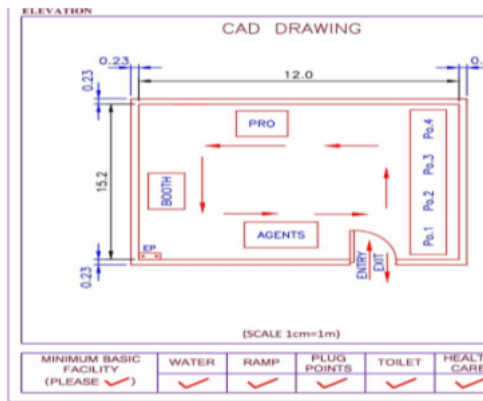 ELEVATION
CAD DRAWING
0.23
12.0
0.23
PRO
15.2
BOOTH
Po.1 Po.2 Po.3 Po.4
AGENTS
EP
ENTRY
EXIT
0.23
(SCALE 1cm=1m)
MINIMUM BASIC
FACILITY
(PLEASE ✓)
WATER
RAMP
PLUG
POINTS
TOILET
HEALT
CARE